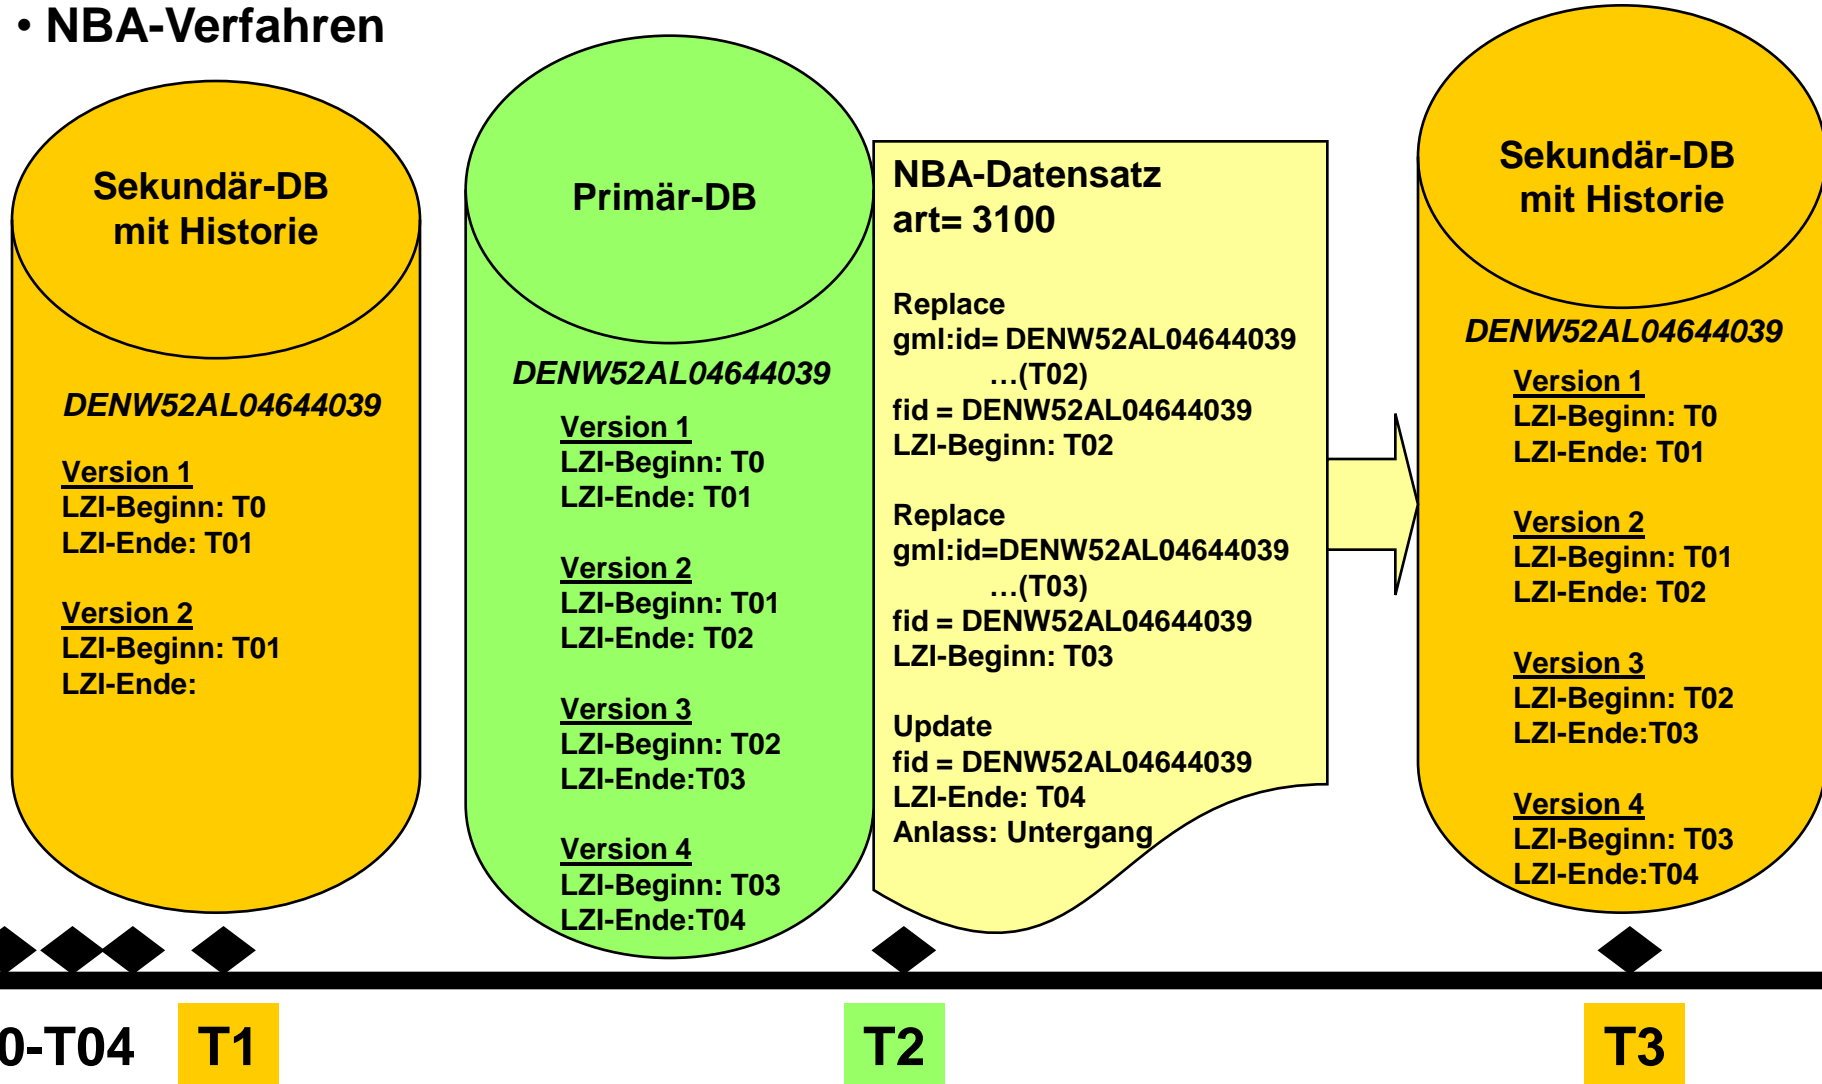 • NBA-Verfahren
Sekundär-DB
mit Historie
DENW52AL04644039
Version 1
LZI-Beginn: T0
LZI-Ende: T01
Version 2
LZI-Beginn: T01
LZI-Ende:
Primär-DB
DENW52AL04644039
Version 1
LZI-Beginn: T0
LZI-Ende: T01
Version 2
LZI-Beginn: T01
LZI-Ende: T02
Version 3
LZI-Beginn: T02
LZI-Ende:T03
Version 4
LZI-Beginn: T03
LZI-Ende:T04
NBA-Datensatz
art= 3100
Replace
gml:id= DENW52AL04644039
...(T02)
fid = DENW52AL04644039
LZI-Beginn: T02
Replace
gml:id=DENW52AL04644039
...(T03)
fid = DENW52AL04644039
LZI-Beginn: T03
Update
fid = DENW52AL04644039
LZI-Ende: T04
Anlass: Untergang
Sekundär-DB
mit Historie
DENW52AL04644039
Version 1
LZI-Beginn: T0
LZI-Ende: T01
Version 2
LZI-Beginn: T01
LZI-Ende: T02
Version 3
LZI-Beginn: T02
LZI-Ende:T03
Version 4
LZI-Beginn: T03
LZI-Ende:T04
0-T04
T1
T2
T3